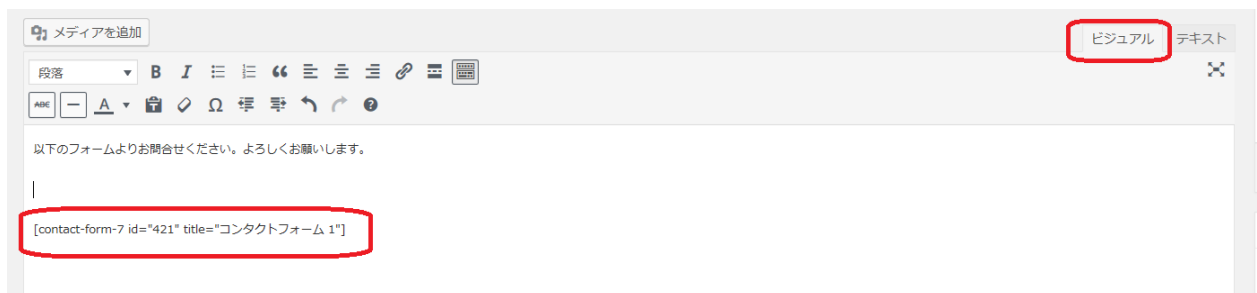 メディアを追加
ビジュアル テキスト
段落 B I A
ABE A Ω
以下のフォームよりお問合せください。よろしくお願いします。
[contact-form-7 id="421" title="コンタクトフォーム 1"]